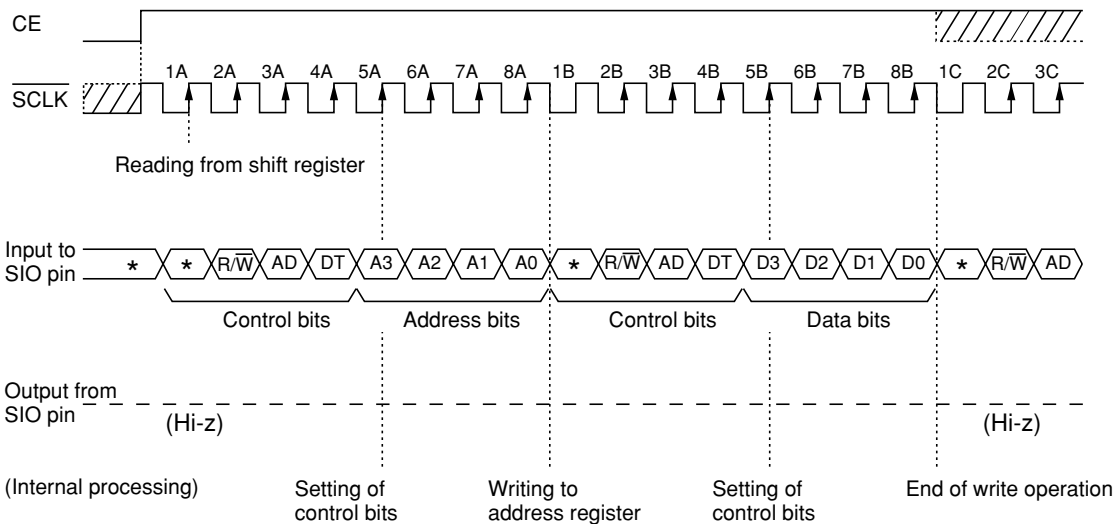 CE
1A 2A 3A 4A 5A 6A 7A 8A 1B 2B 3B 4B 5B 6B 7B 8B 1C 2C 3C
S̅C̅L̅K̅
Reading from shift register
Input to
SIO pin
* * R/W̅ AD DT A3 A2 A1 A0 * R/W̅ AD DT D3 D2 D1 D0 * R/W̅ AD
Control bits Address bits Control bits Data bits
Output from
SIO pin
(Hi-z) (Hi-z)
(Internal processing) Setting of Writing to Setting of End of write operation
control bits address register control bits